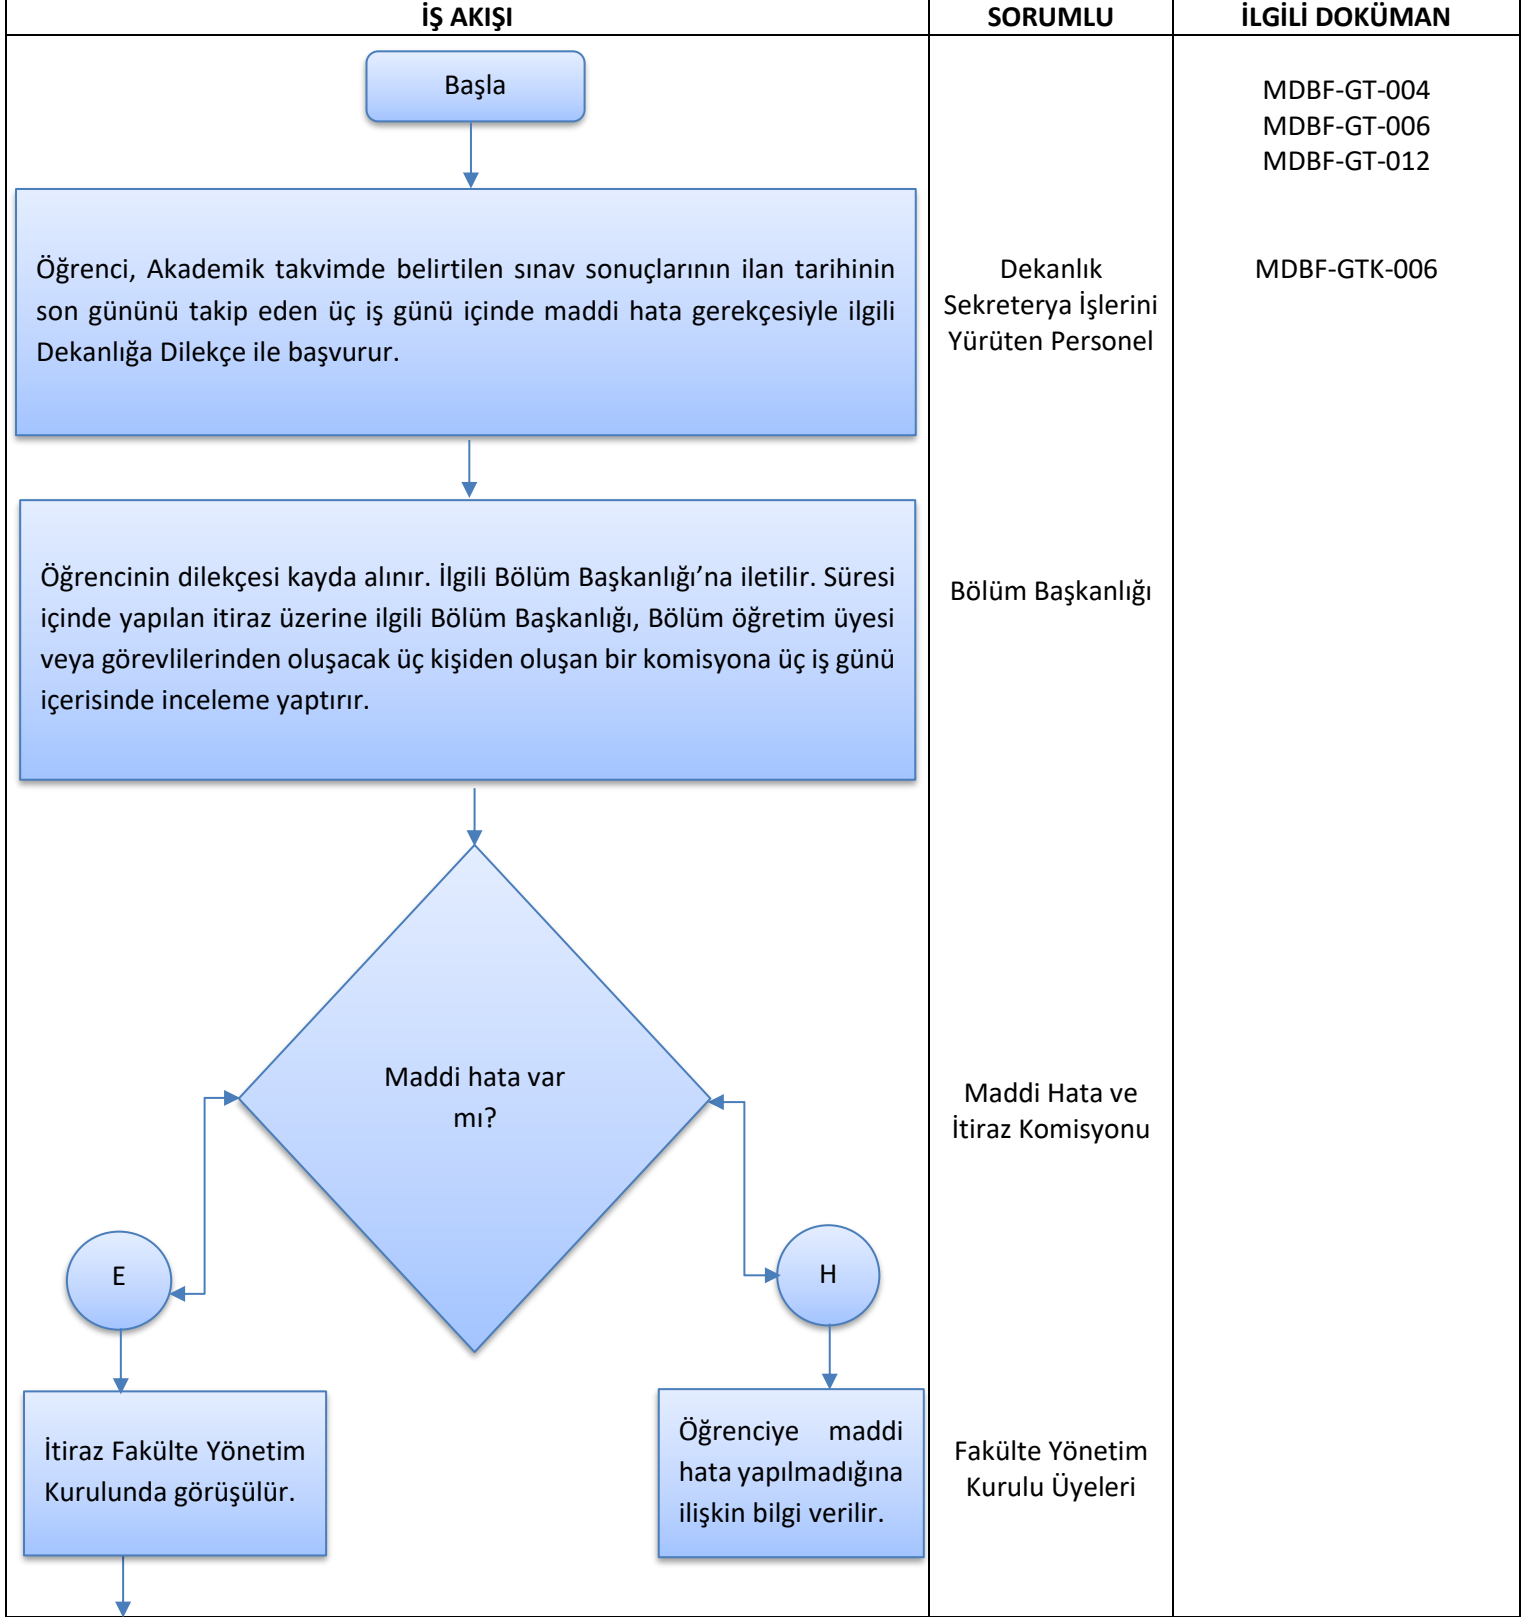 İŞ AKIŞI
SORUMLU
İLGİLİ DOKÜMAN
Başla
MDBF-GT-004
MDBF-GT-006
MDBF-GT-012
Öğrenci, Akademik takvimde belirtilen sınav sonuçlarının ilan tarihinin
son gününü takip eden üç iş günü içinde maddi hata gerekçesiyle ilgili
Dekanlığa Dilekçe ile başvurur.
Dekanlık
Sekreterya İşlerini
Yürüten Personel
MDBF-GTK-006
Öğrencinin dilekçesi kayda alınır. İlgili Bölüm Başkanlığı’na iletilir. Süresi
içinde yapılan itiraz üzerine ilgili Bölüm Başkanlığı, Bölüm öğretim üyesi
veya görevlilerinden oluşacak üç kişiden oluşan bir komisyona üç iş günü
içerisinde inceleme yaptırır.
Bölüm Başkanlığı
Maddi hata var
mı?
Maddi Hata ve
İtiraz Komisyonu
E
H
İtiraz Fakülte Yönetim
Kurulunda görüşülür.
Öğrenciye maddi
hata yapılmadığına
ilişkin bilgi verilir.
Fakülte Yönetim
Kurulu Üyeleri